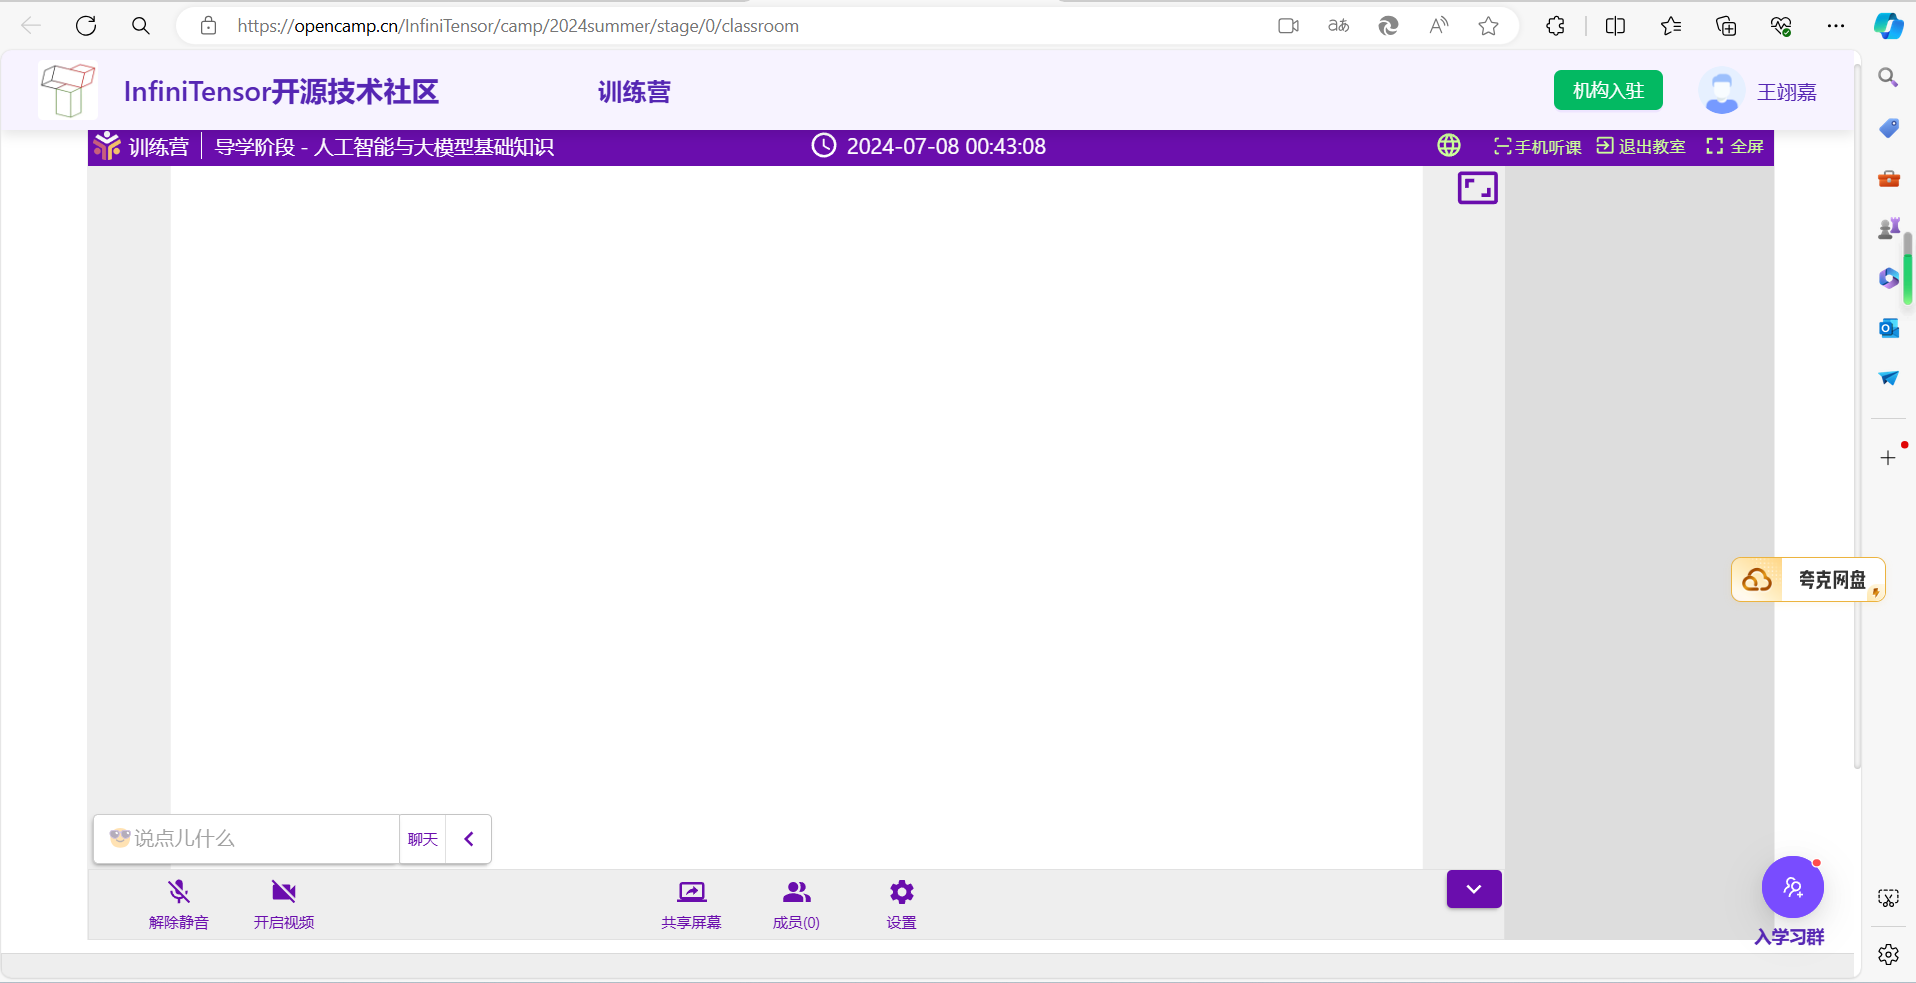 https://opencamp.cn/InfiniTensor/camp/2024summer/stage/0/classroom
InfiniTensor开源技术社区
训练营
机构入驻
王翊嘉
训练营
导学阶段 - 人工智能与大模型基础知识
2024-07-08 00:43:08
手机听课
退出教室
全屏
夸克网盘
说点儿什么
聊天
解除静音
开启视频
共享屏幕
成员(0)
设置
入学习群